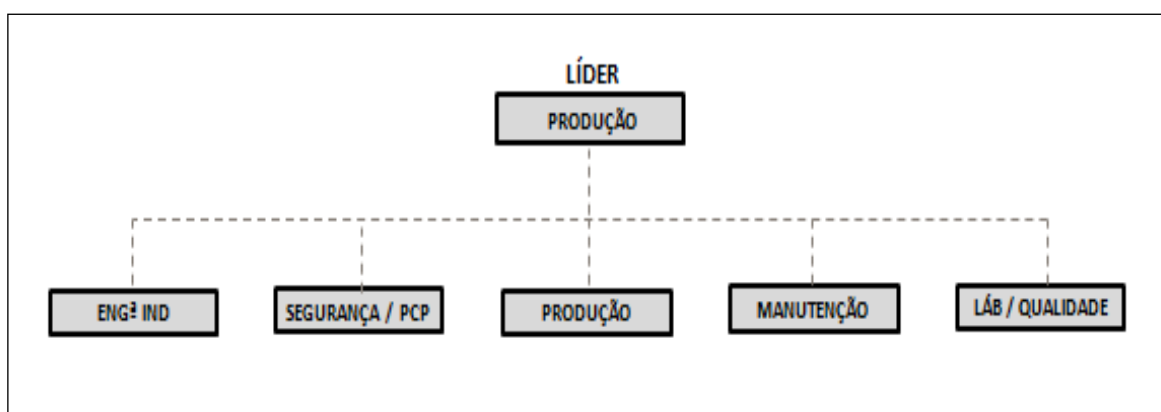 LÍDER
PRODUÇÃO
ENGª IND
SEGURANÇA / PCP
PRODUÇÃO
MANUTENÇÃO
LÁB / QUALIDADE